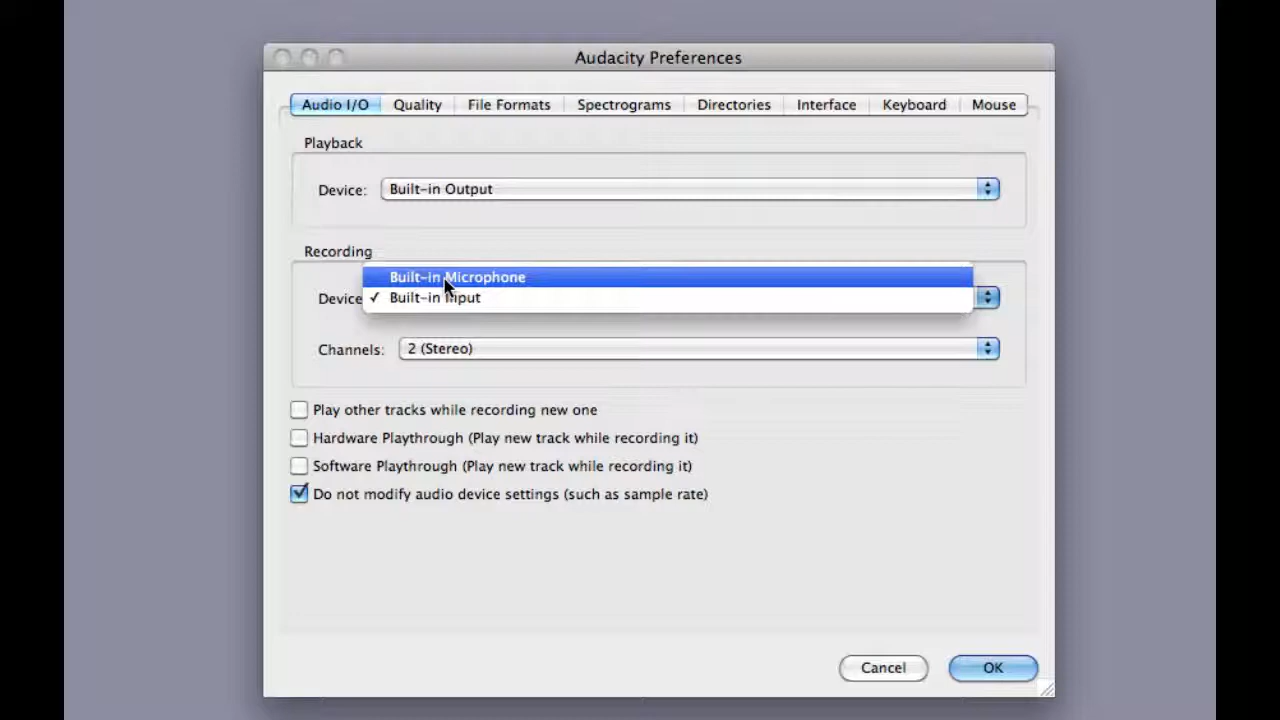 Audacity Preferences
Audio I/O Quality File Formats Spectrograms Directories Interface Keyboard Mouse
Playback
Device: Built-in Output
Recording
Built-in Microphone
Device ✓ Built-in Input
Channels: 2 (Stereo)
Play other tracks while recording new one
Hardware Playthrough (Play new track while recording it)
Software Playthrough (Play new track while recording it)
Do not modify audio device settings (such as sample rate)
Cancel OK